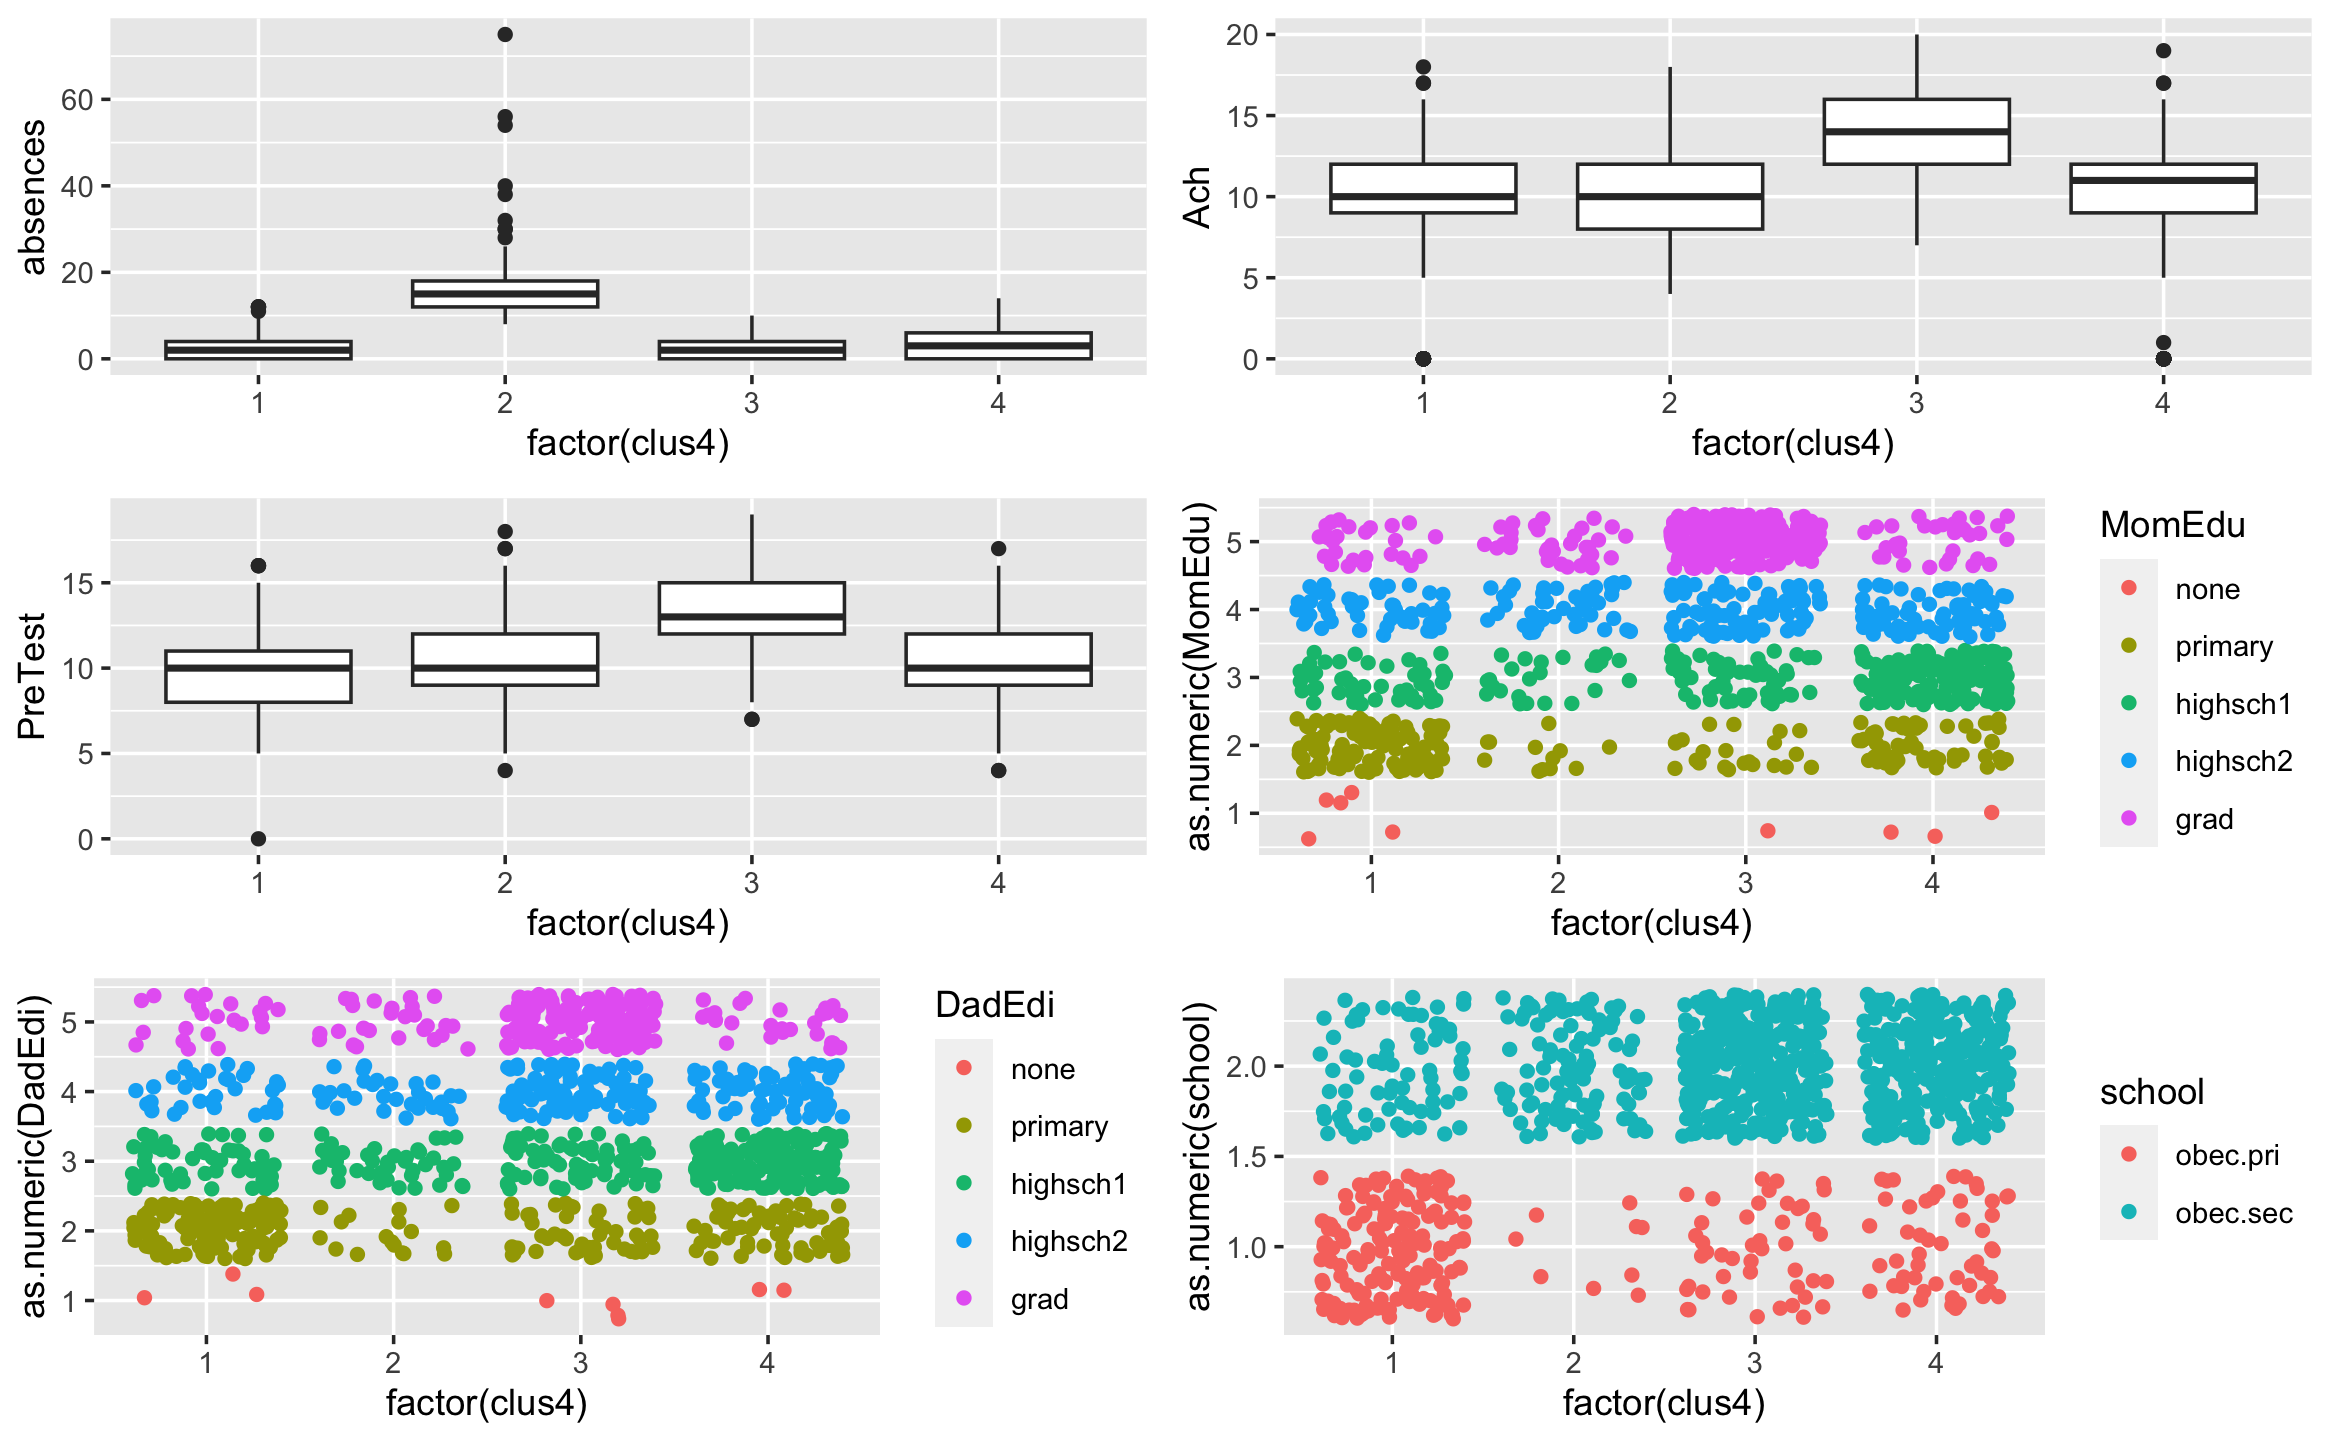 absences
60
40
20
0
1 2 3 4
factor(clus4)
Ach
20
15
10
5
0
1 2 3 4
factor(clus4)
PreTest
15
10
5
0
1 2 3 4
factor(clus4)
as.numeric(MomEdu)
5
4
3
2
1
1 2 3 4
factor(clus4)
MomEdu
none
primary
highsch1
highsch2
grad
as.numeric(DadEdi)
5
4
3
2
1
1 2 3 4
factor(clus4)
DadEdi
none
primary
highsch1
highsch2
grad
as.numeric(school)
2.0
1.5
1.0
1 2 3 4
factor(clus4)
school
obec.pri
obec.sec